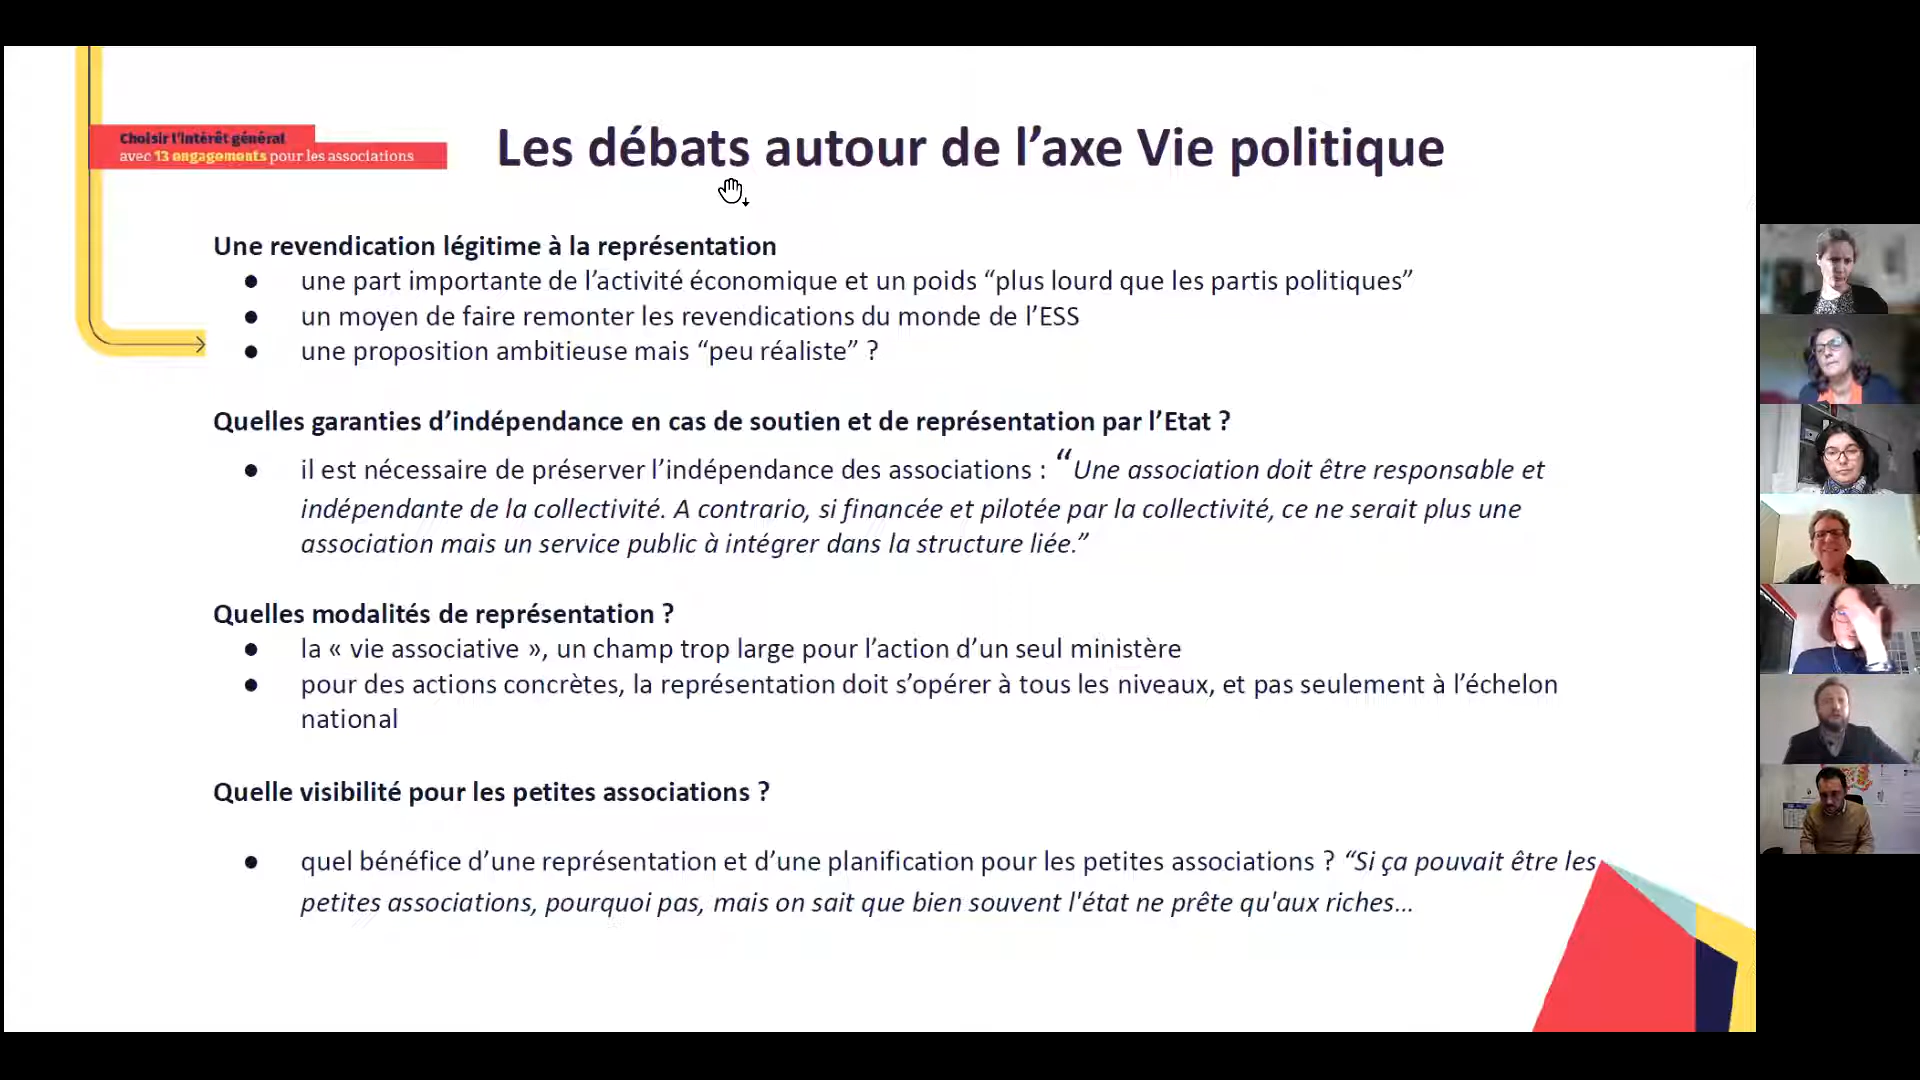 Choisir l'intérêt général
avec 13 engagements pour les associations
Les débats autour de l’axe Vie politique
Une revendication légitime à la représentation
● une part importante de l’activité économique et un poids “plus lourd que les partis politiques”
● un moyen de faire remonter les revendications du monde de l’ESS
● une proposition ambitieuse mais “peu réaliste” ?
Quelles garanties d’indépendance en cas de soutien et de représentation par l’Etat ?
● il est nécessaire de préserver l’indépendance des associations : “Une association doit être responsable et
indépendante de la collectivité. A contrario, si financée et pilotée par la collectivité, ce ne serait plus une
association mais un service public à intégrer dans la structure liée.”
Quelles modalités de représentation ?
● la « vie associative », un champ trop large pour l’action d’un seul ministère
● pour des actions concrètes, la représentation doit s’opérer à tous les niveaux, et pas seulement à l’échelon
national
Quelle visibilité pour les petites associations ?
● quel bénéfice d’une représentation et d’une planification pour les petites associations ? “Si ça pouvait être les
petites associations, pourquoi pas, mais on sait que bien souvent l'état ne prête qu'aux riches...